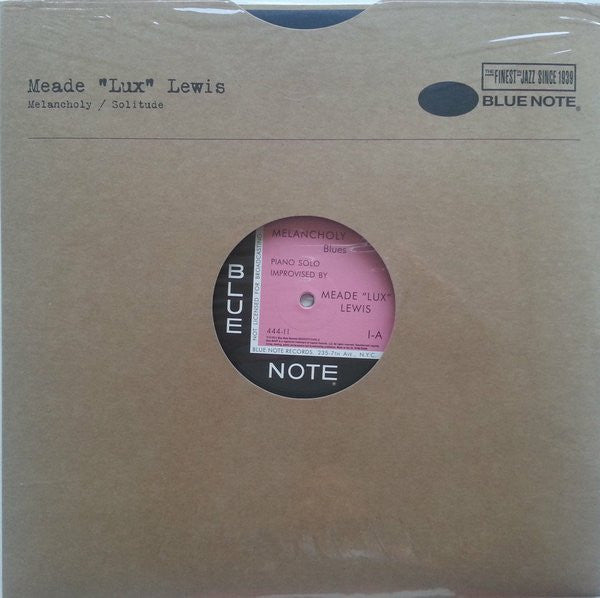 Meade "Lux" Lewis
Melancholy / Solitude
THE FINEST IN JAZZ SINCE 1939
BLUE NOTE®
MELANCHOLY
Blues
PIANO SOLO
IMPROVISED BY
MEADE "LUX"
LEWIS
444-11
I-A
NOT LICENSED FOR BROADCASTING
BLUE NOTE RECORDS, 235-7th Ave., N.Y.C.
BLUE
NOTE®